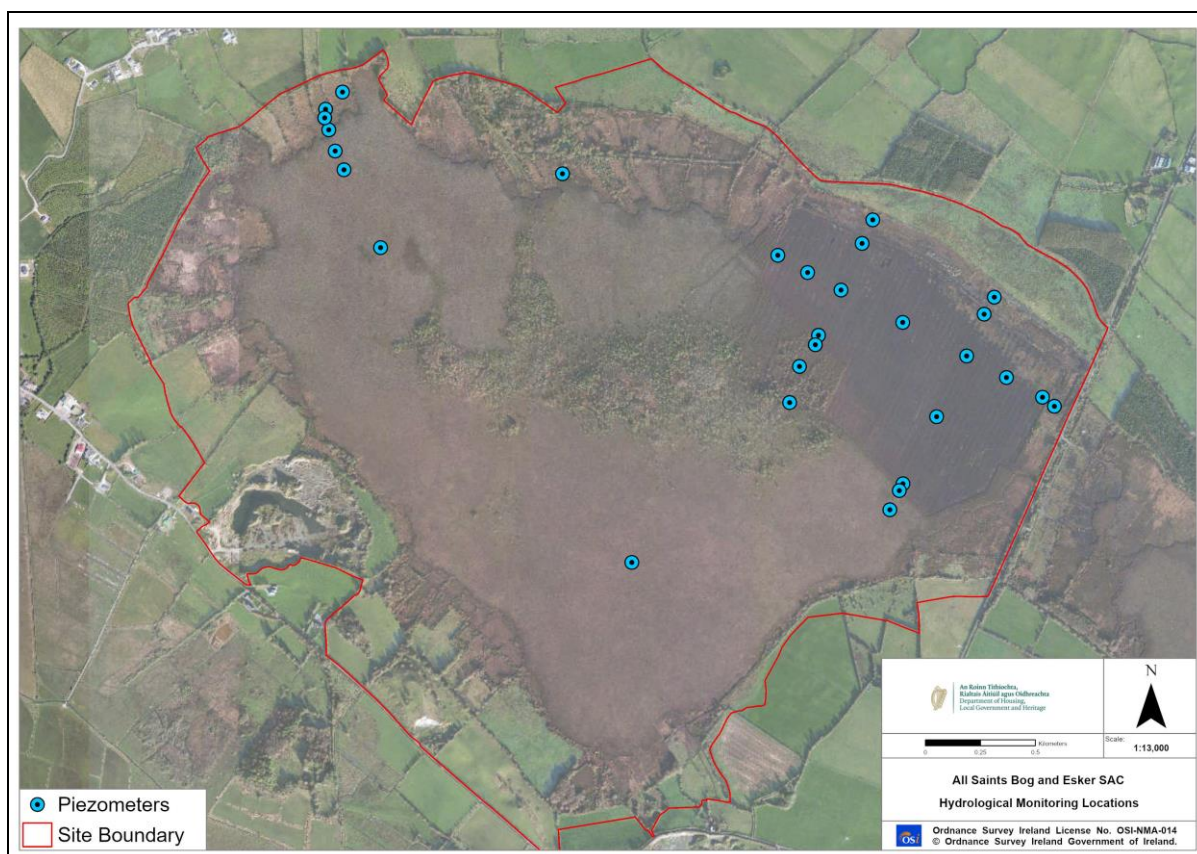 Piezometers
Site Boundary
An Roinn Tithíochta,
Rialtais Áitiúil agus Oidhreachta
Department of Housing,
Local Government and Heritage
N
Kilometers
0 0.25 0.5
Scale:
1:13,000
All Saints Bog and Esker SAC
Hydrological Monitoring Locations
OSi
Ordnance Survey Ireland License No. OSI-NMA-014
© Ordnance Survey Ireland Government of Ireland.